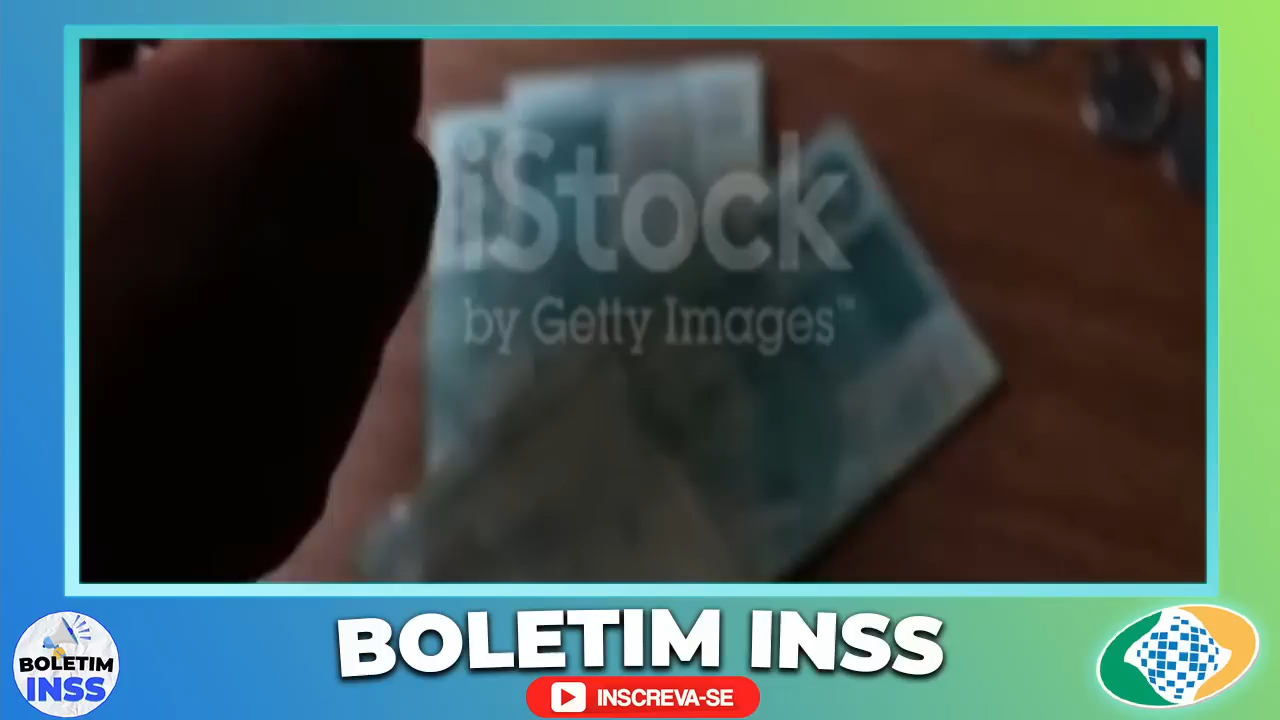 iStock
by Getty Images™
BOLETIM INSS
INSCREVA-SE
BOLETIM
INSS